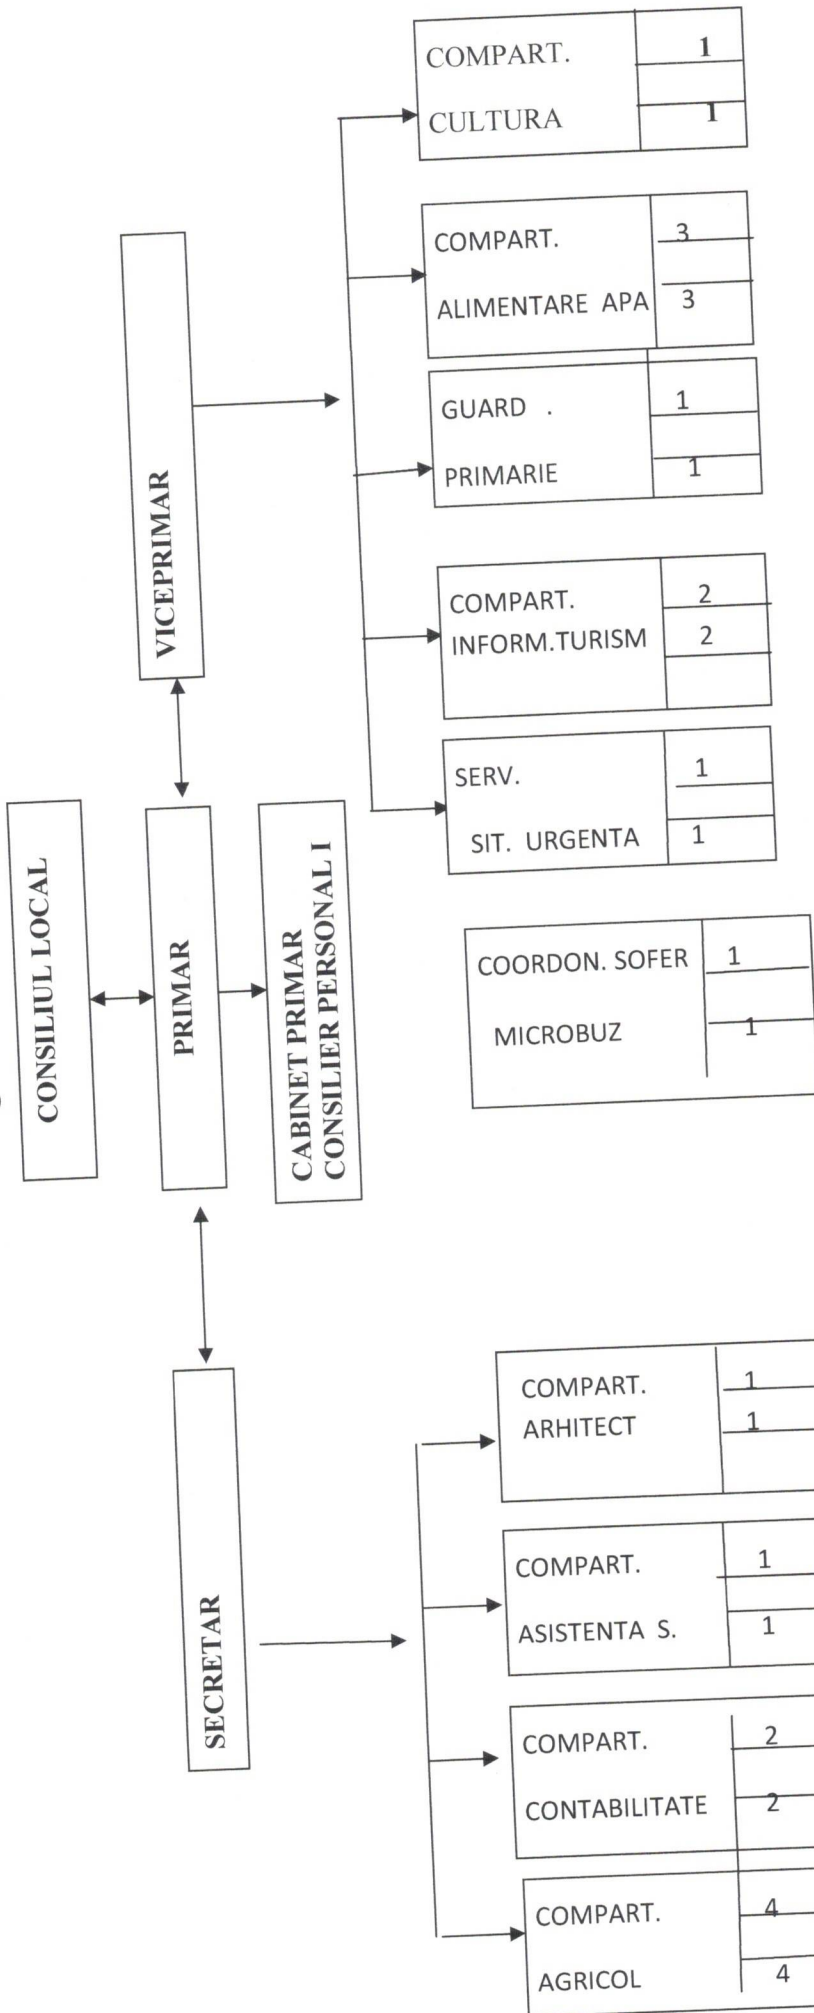 CONSILIUL LOCAL
PRIMAR
CABINET PRIMAR
CONSILIER PERSONAL I
VICEPRIMAR
SECRETAR
COMPART. 1
CULTURA 1
COMPART. 3
ALIMENTARE APA 3
GUARD . 1
PRIMARIE 1
COMPART. 2
INFORM.TURISM 2
SERV. 1
SIT. URGENTA 1
COORDON. SOFER 1
MICROBUZ 1
COMPART. 1
ARHITECT 1
COMPART. 1
ASISTENTA S. 1
COMPART. 2
CONTABILITATE 2
COMPART. 4
AGRICOL 4